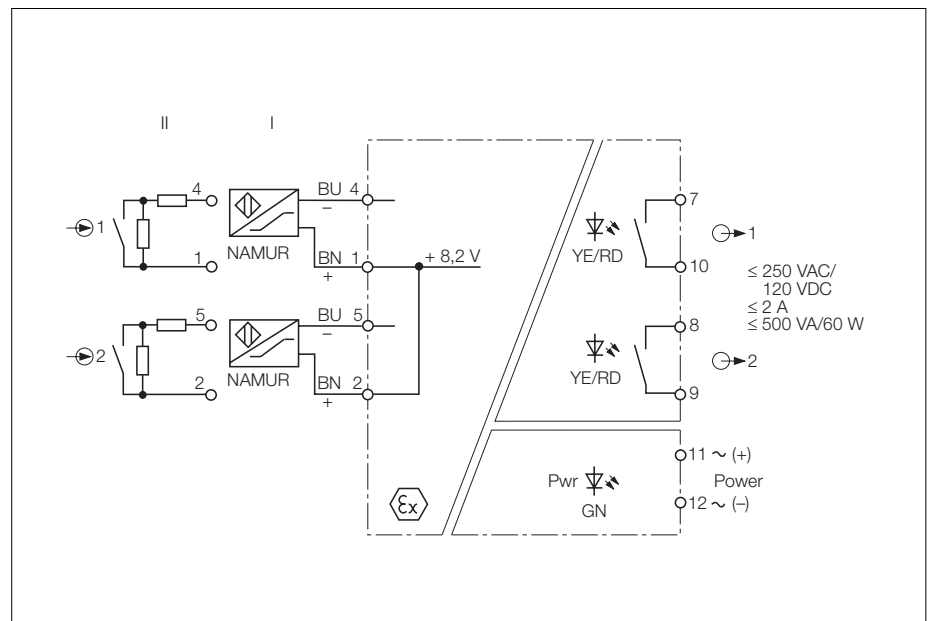 II I
4 BU 4 7
–
1 1
NAMUR YE/RD
1 BN 1 + 8,2 V 10
+
≤ 250 VAC/
120 VDC
≤ 2 A
≤ 500 VA/60 W
5 BU 5 8
–
2 2
NAMUR YE/RD
2 BN 2 9
+
11 ~ (+)
Pwr Power
εx GN 12 ~ (–)